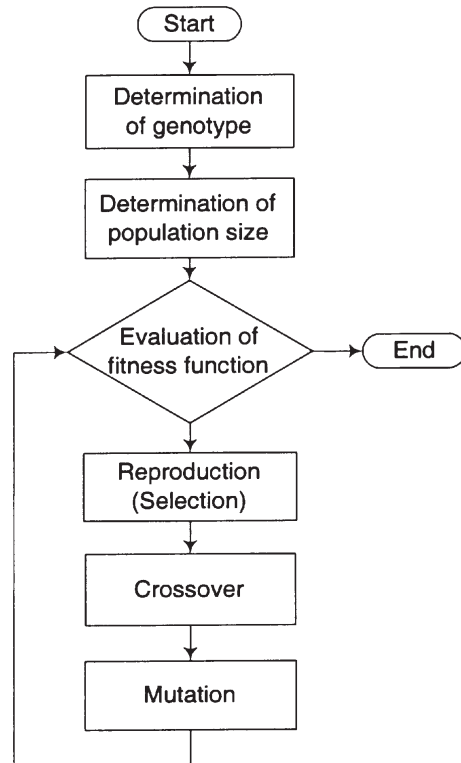 Start
Determination
of genotype
Determination of
population size
Evaluation of
fitness function
End
Reproduction
(Selection)
Crossover
Mutation